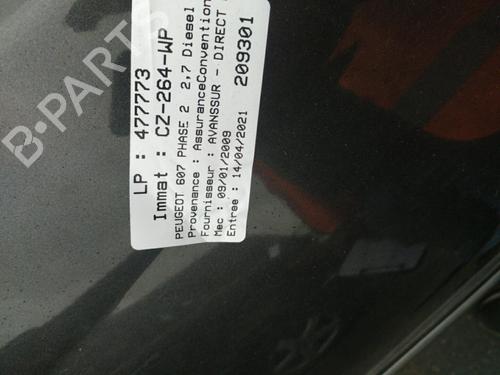 B-PARTS
LP : 477773
Immat : CZ-264-WP
PEUGEOT 607 PHASE 2 2,7 Diesel
Provenance : AssuranceConvention
Fournisseur : AVANSSUR - DIRECT
Mec : 09/01/2009
Entree : 14/04/2021 209301